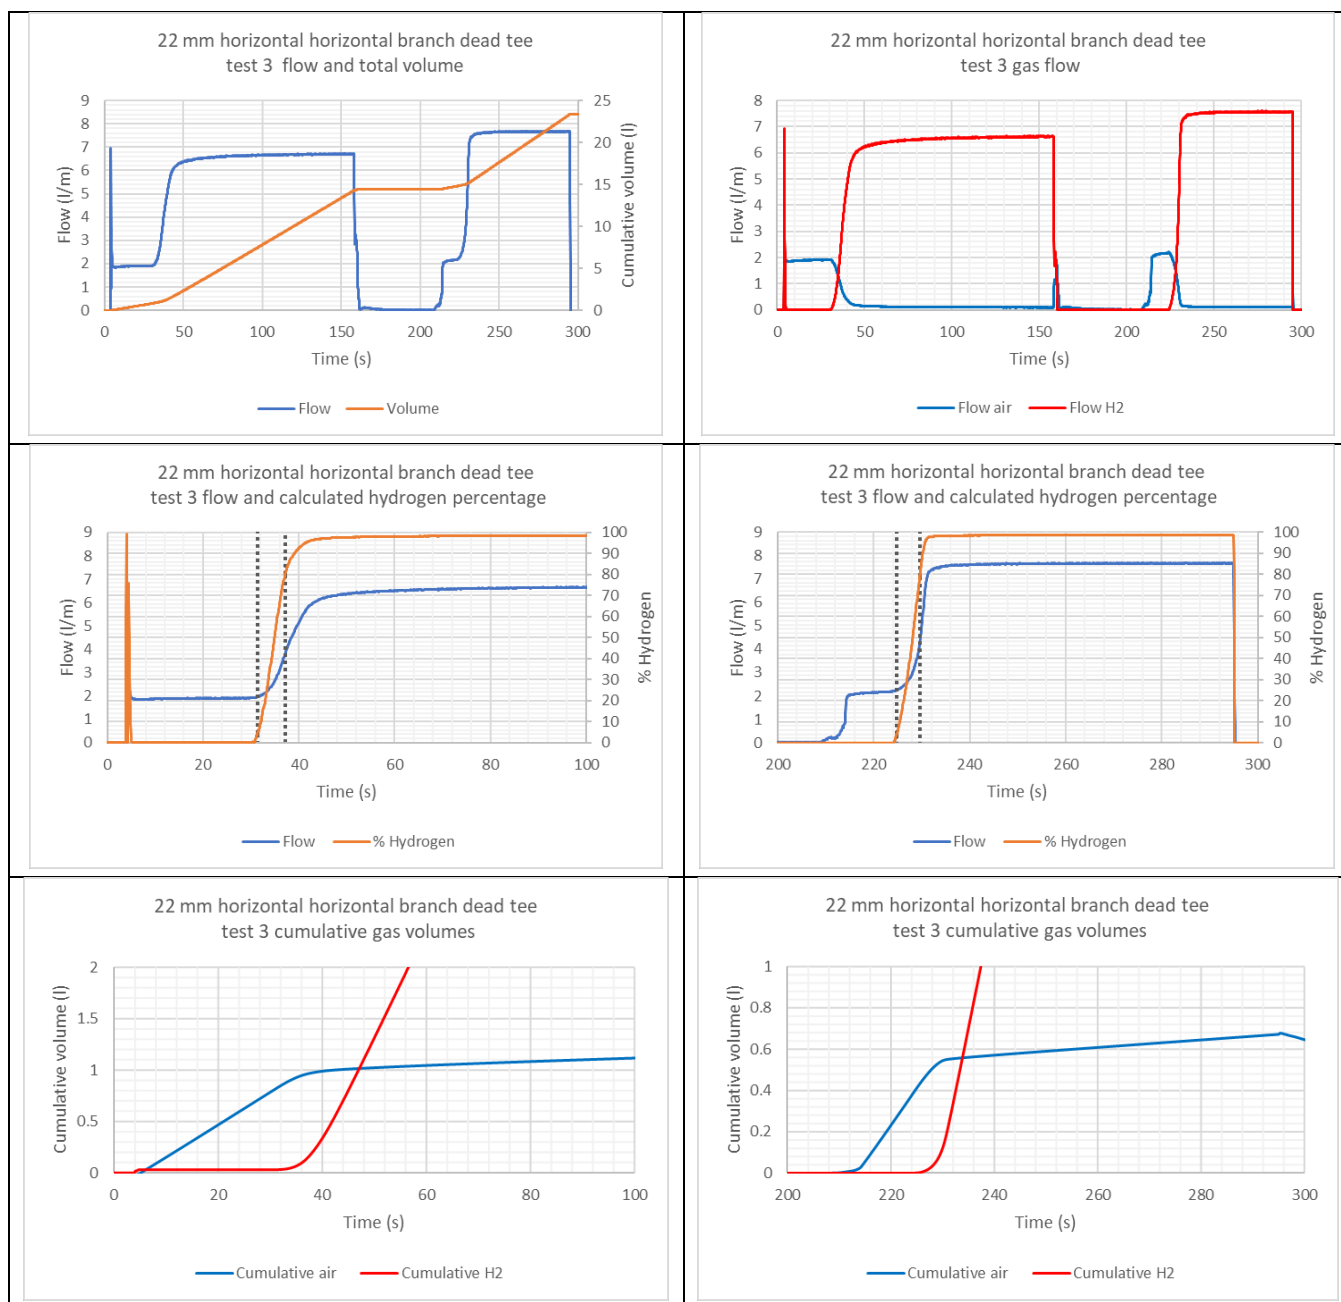 22 mm horizontal horizontal branch dead tee
test 3 flow and total volume
9
8
7
6
5
4
3
2
1
0
25
20
15
10
5
0
Flow (l/m)
Cumulative volume (l)
0 50 100 150 200 250 300
Time (s)
Flow Volume
22 mm horizontal horizontal branch dead tee
test 3 gas flow
8
7
6
5
4
3
2
1
0
Flow (l/m)
0 50 100 150 200 250 300
Time (s)
Flow air Flow H2
22 mm horizontal horizontal branch dead tee
test 3 flow and calculated hydrogen percentage
9
8
7
6
5
4
3
2
1
0
100
90
80
70
60
50
40
30
20
10
0
Flow (l/m)
% Hydrogen
0 20 40 60 80 100
Time (s)
Flow % Hydrogen
22 mm horizontal horizontal branch dead tee
test 3 flow and calculated hydrogen percentage
9
8
7
6
5
4
3
2
1
0
100
90
80
70
60
50
40
30
20
10
0
Flow (l/m)
% Hydrogen
200 220 240 260 280 300
Time (s)
Flow % Hydrogen
22 mm horizontal horizontal branch dead tee
test 3 cumulative gas volumes
2
1.5
1
0.5
0
Cumulative volume (l)
0 20 40 60 80 100
Time (s)
Cumulative air Cumulative H2
22 mm horizontal horizontal branch dead tee
test 3 cumulative gas volumes
1
0.8
0.6
0.4
0.2
0
Cumulative volume (l)
200 220 240 260 280 300
Time (s)
Cumulative air Cumulative H2